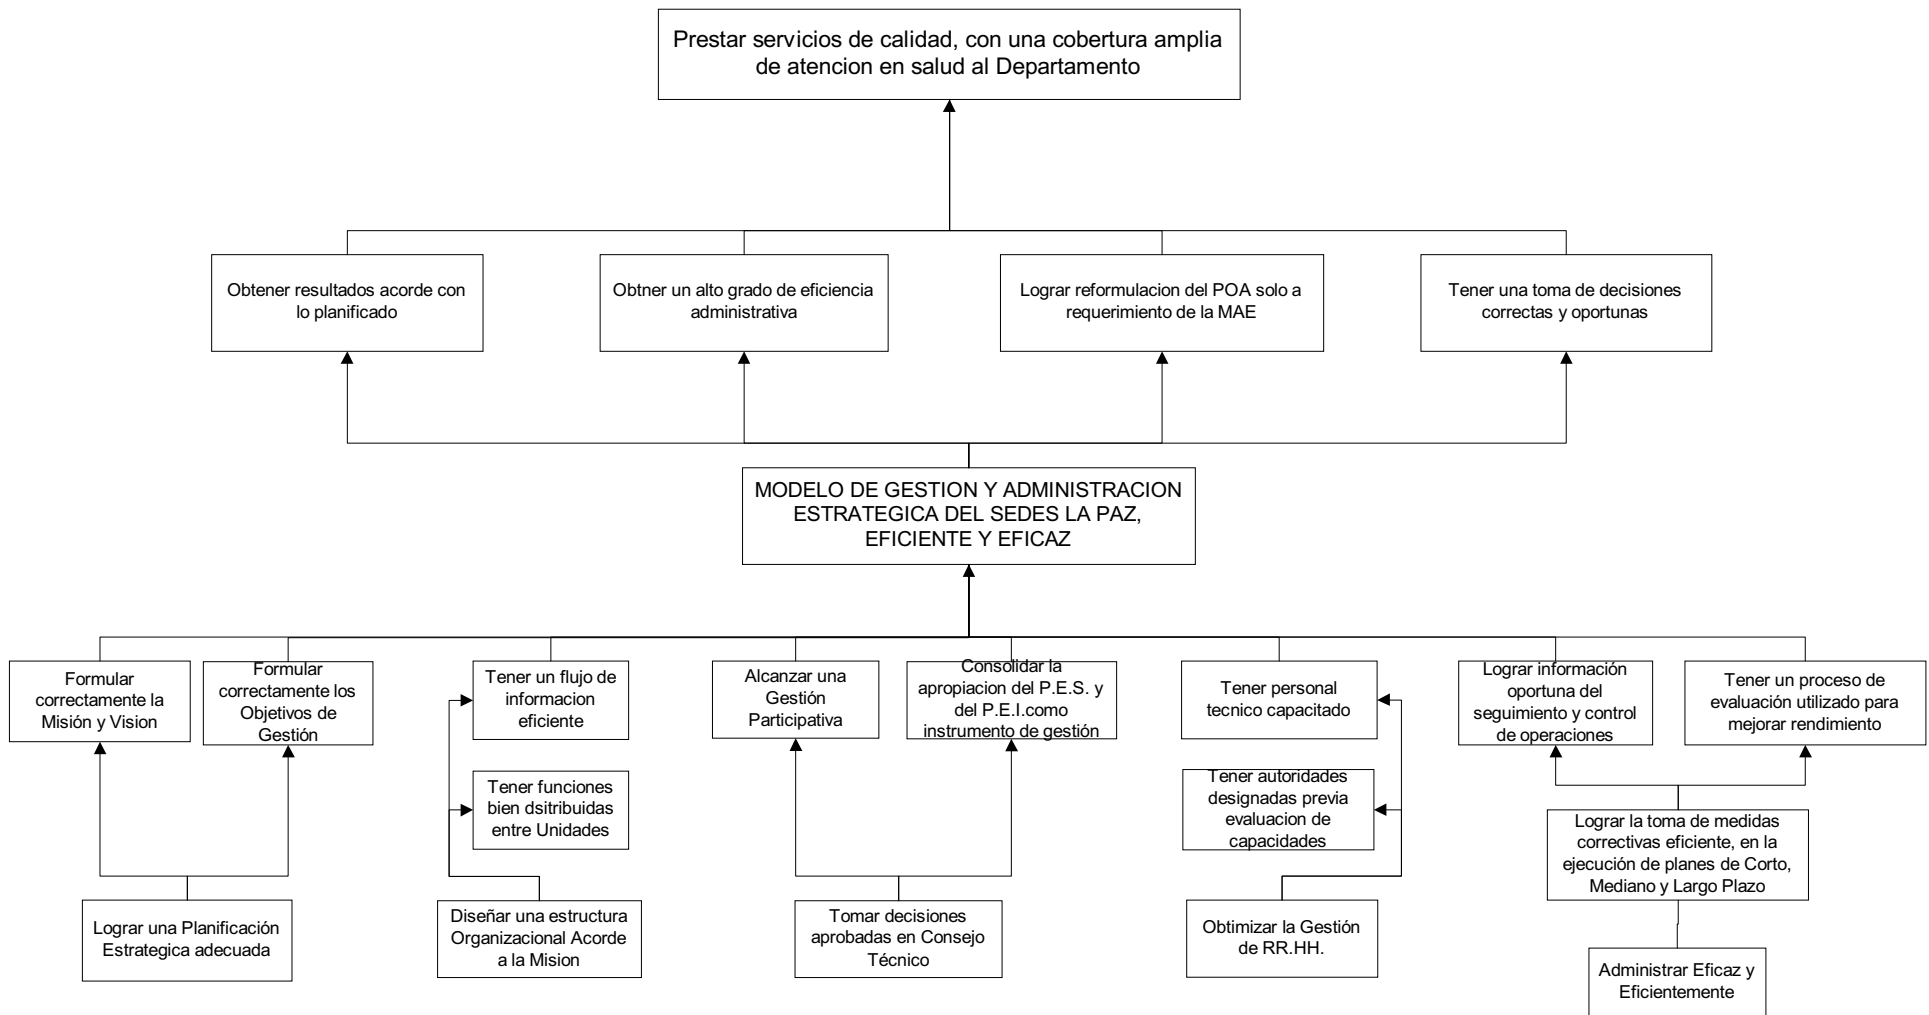 Prestar servicios de calidad, con una cobertura amplia
de atencion en salud al Departamento
Obtener resultados acorde con
lo planificado
Obtner un alto grado de eficiencia
administrativa
Lograr reformulacion del POA solo a
requerimiento de la MAE
Tener una toma de decisiones
correctas y oportunas
MODELO DE GESTION Y ADMINISTRACION
ESTRATEGICA DEL SEDES LA PAZ,
EFICIENTE Y EFICAZ
Formular
correctamente la
Misión y Vision
Formular
correctamente los
Objetivos de
Gestión
Tener un flujo de
informacion
eficiente
Alcanzar una
Gestión
Participativa
Consolidar la
apropiacion del P.E.S. y
del P.E.I.como
instrumento de gestión
Tener personal
tecnico capacitado
Lograr información
oportuna del
seguimiento y control
de operaciones
Tener un proceso de
evaluación utilizado para
mejorar rendimiento
Tener funciones
bien dsitribuidas
entre Unidades
Tener autoridades
designadas previa
evaluacion de
capacidades
Lograr la toma de medidas
correctivas eficiente, en la
ejecución de planes de Corto,
Mediano y Largo Plazo
Lograr una Planificación
Estrategica adecuada
Diseñar una estructura
Organizacional Acorde
a la Mision
Tomar decisiones
aprobadas en Consejo
Técnico
Obtimizar la Gestión
de RR.HH.
Administrar Eficaz y
Eficientemente